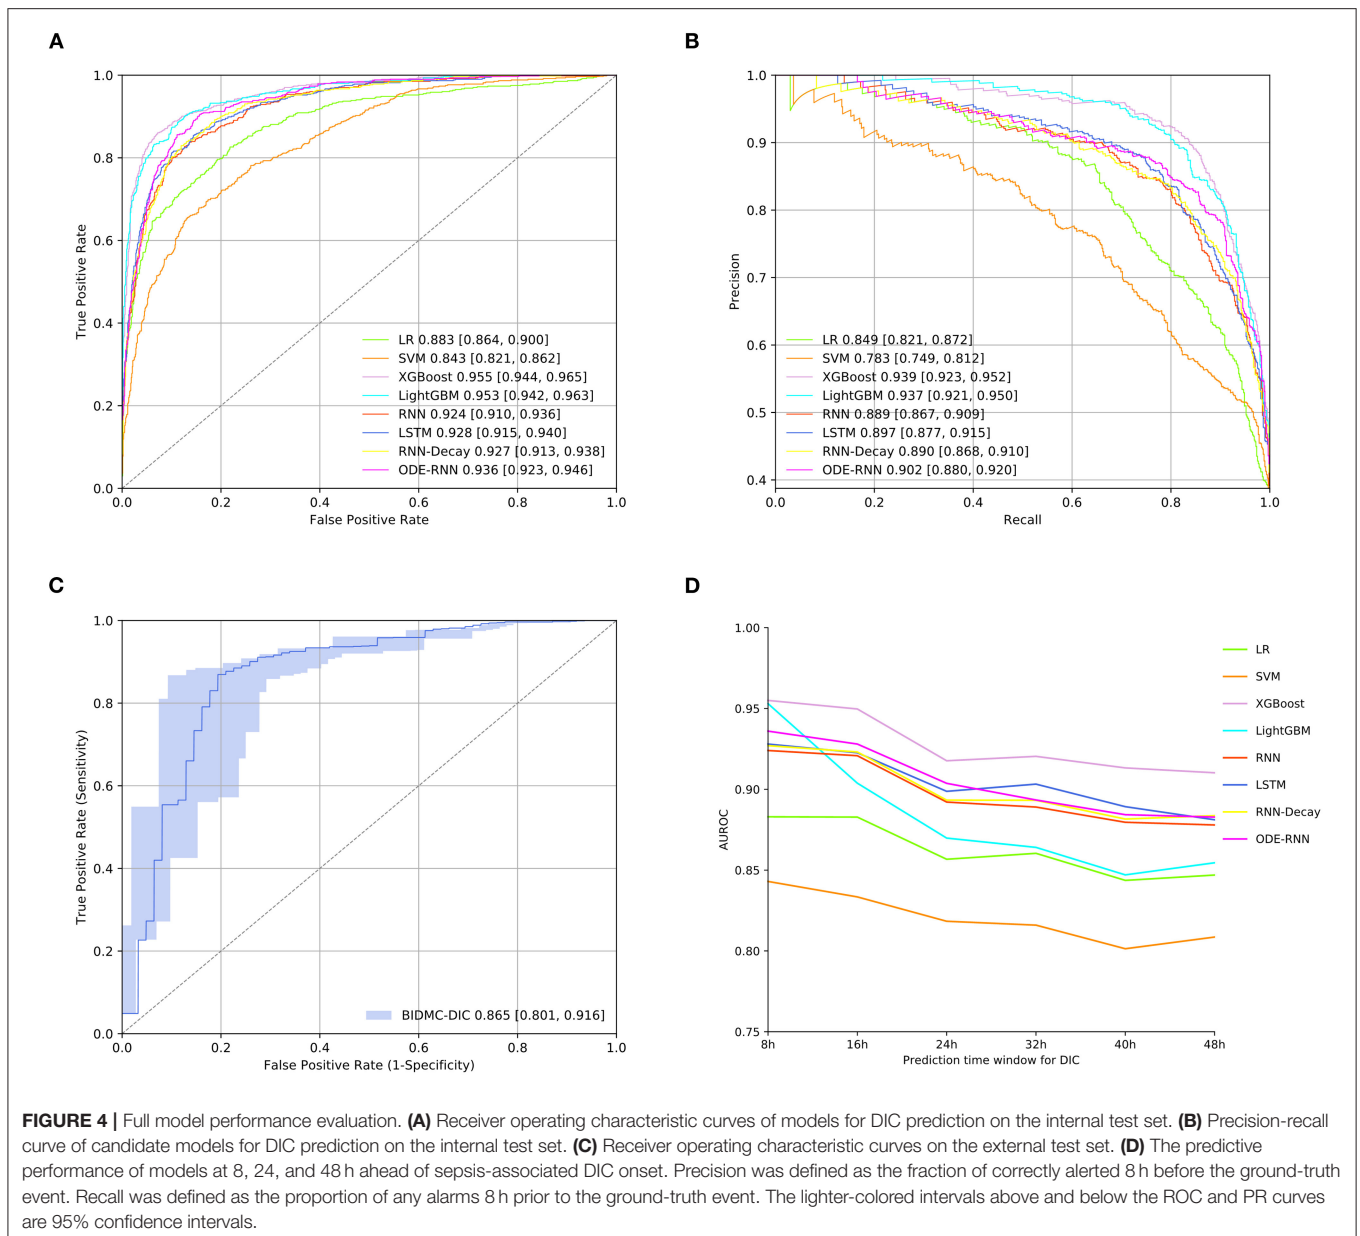 A
1.0
0.8
0.6
0.4
0.2
0.0
0.0 0.2 0.4 0.6 0.8 1.0
True Positive Rate
False Positive Rate
LR 0.883 [0.864, 0.900]
SVM 0.843 [0.821, 0.862]
XGBoost 0.955 [0.944, 0.965]
LightGBM 0.953 [0.942, 0.963]
RNN 0.924 [0.910, 0.936]
LSTM 0.928 [0.915, 0.940]
RNN-Decay 0.927 [0.913, 0.938]
ODE-RNN 0.936 [0.923, 0.946]
B
1.0
0.9
0.8
0.7
0.6
0.5
0.4
0.0 0.2 0.4 0.6 0.8 1.0
Precision
Recall
LR 0.849 [0.821, 0.872]
SVM 0.783 [0.749, 0.812]
XGBoost 0.939 [0.923, 0.952]
LightGBM 0.937 [0.921, 0.950]
RNN 0.889 [0.867, 0.909]
LSTM 0.897 [0.877, 0.915]
RNN-Decay 0.890 [0.868, 0.910]
ODE-RNN 0.902 [0.880, 0.920]
C
1.0
0.8
0.6
0.4
0.2
0.0
0.0 0.2 0.4 0.6 0.8 1.0
True Positive Rate (Sensitivity)
False Positive Rate (1-Specificity)
BIDMC-DIC 0.865 [0.801, 0.916]
D
1.00
0.95
0.90
0.85
0.80
0.75
8h 16h 24h 32h 40h 48h
AUROC
Prediction time window for DIC
LR
SVM
XGBoost
LightGBM
RNN
LSTM
RNN-Decay
ODE-RNN
FIGURE 4 | Full model performance evaluation. (A) Receiver operating characteristic curves of models for DIC prediction on the internal test set. (B) Precision-recall
curve of candidate models for DIC prediction on the internal test set. (C) Receiver operating characteristic curves on the external test set. (D) The predictive
performance of models at 8, 24, and 48 h ahead of sepsis-associated DIC onset. Precision was defined as the fraction of correctly alerted 8 h before the ground-truth
event. Recall was defined as the proportion of any alarms 8 h prior to the ground-truth event. The lighter-colored intervals above and below the ROC and PR curves
are 95% confidence intervals.